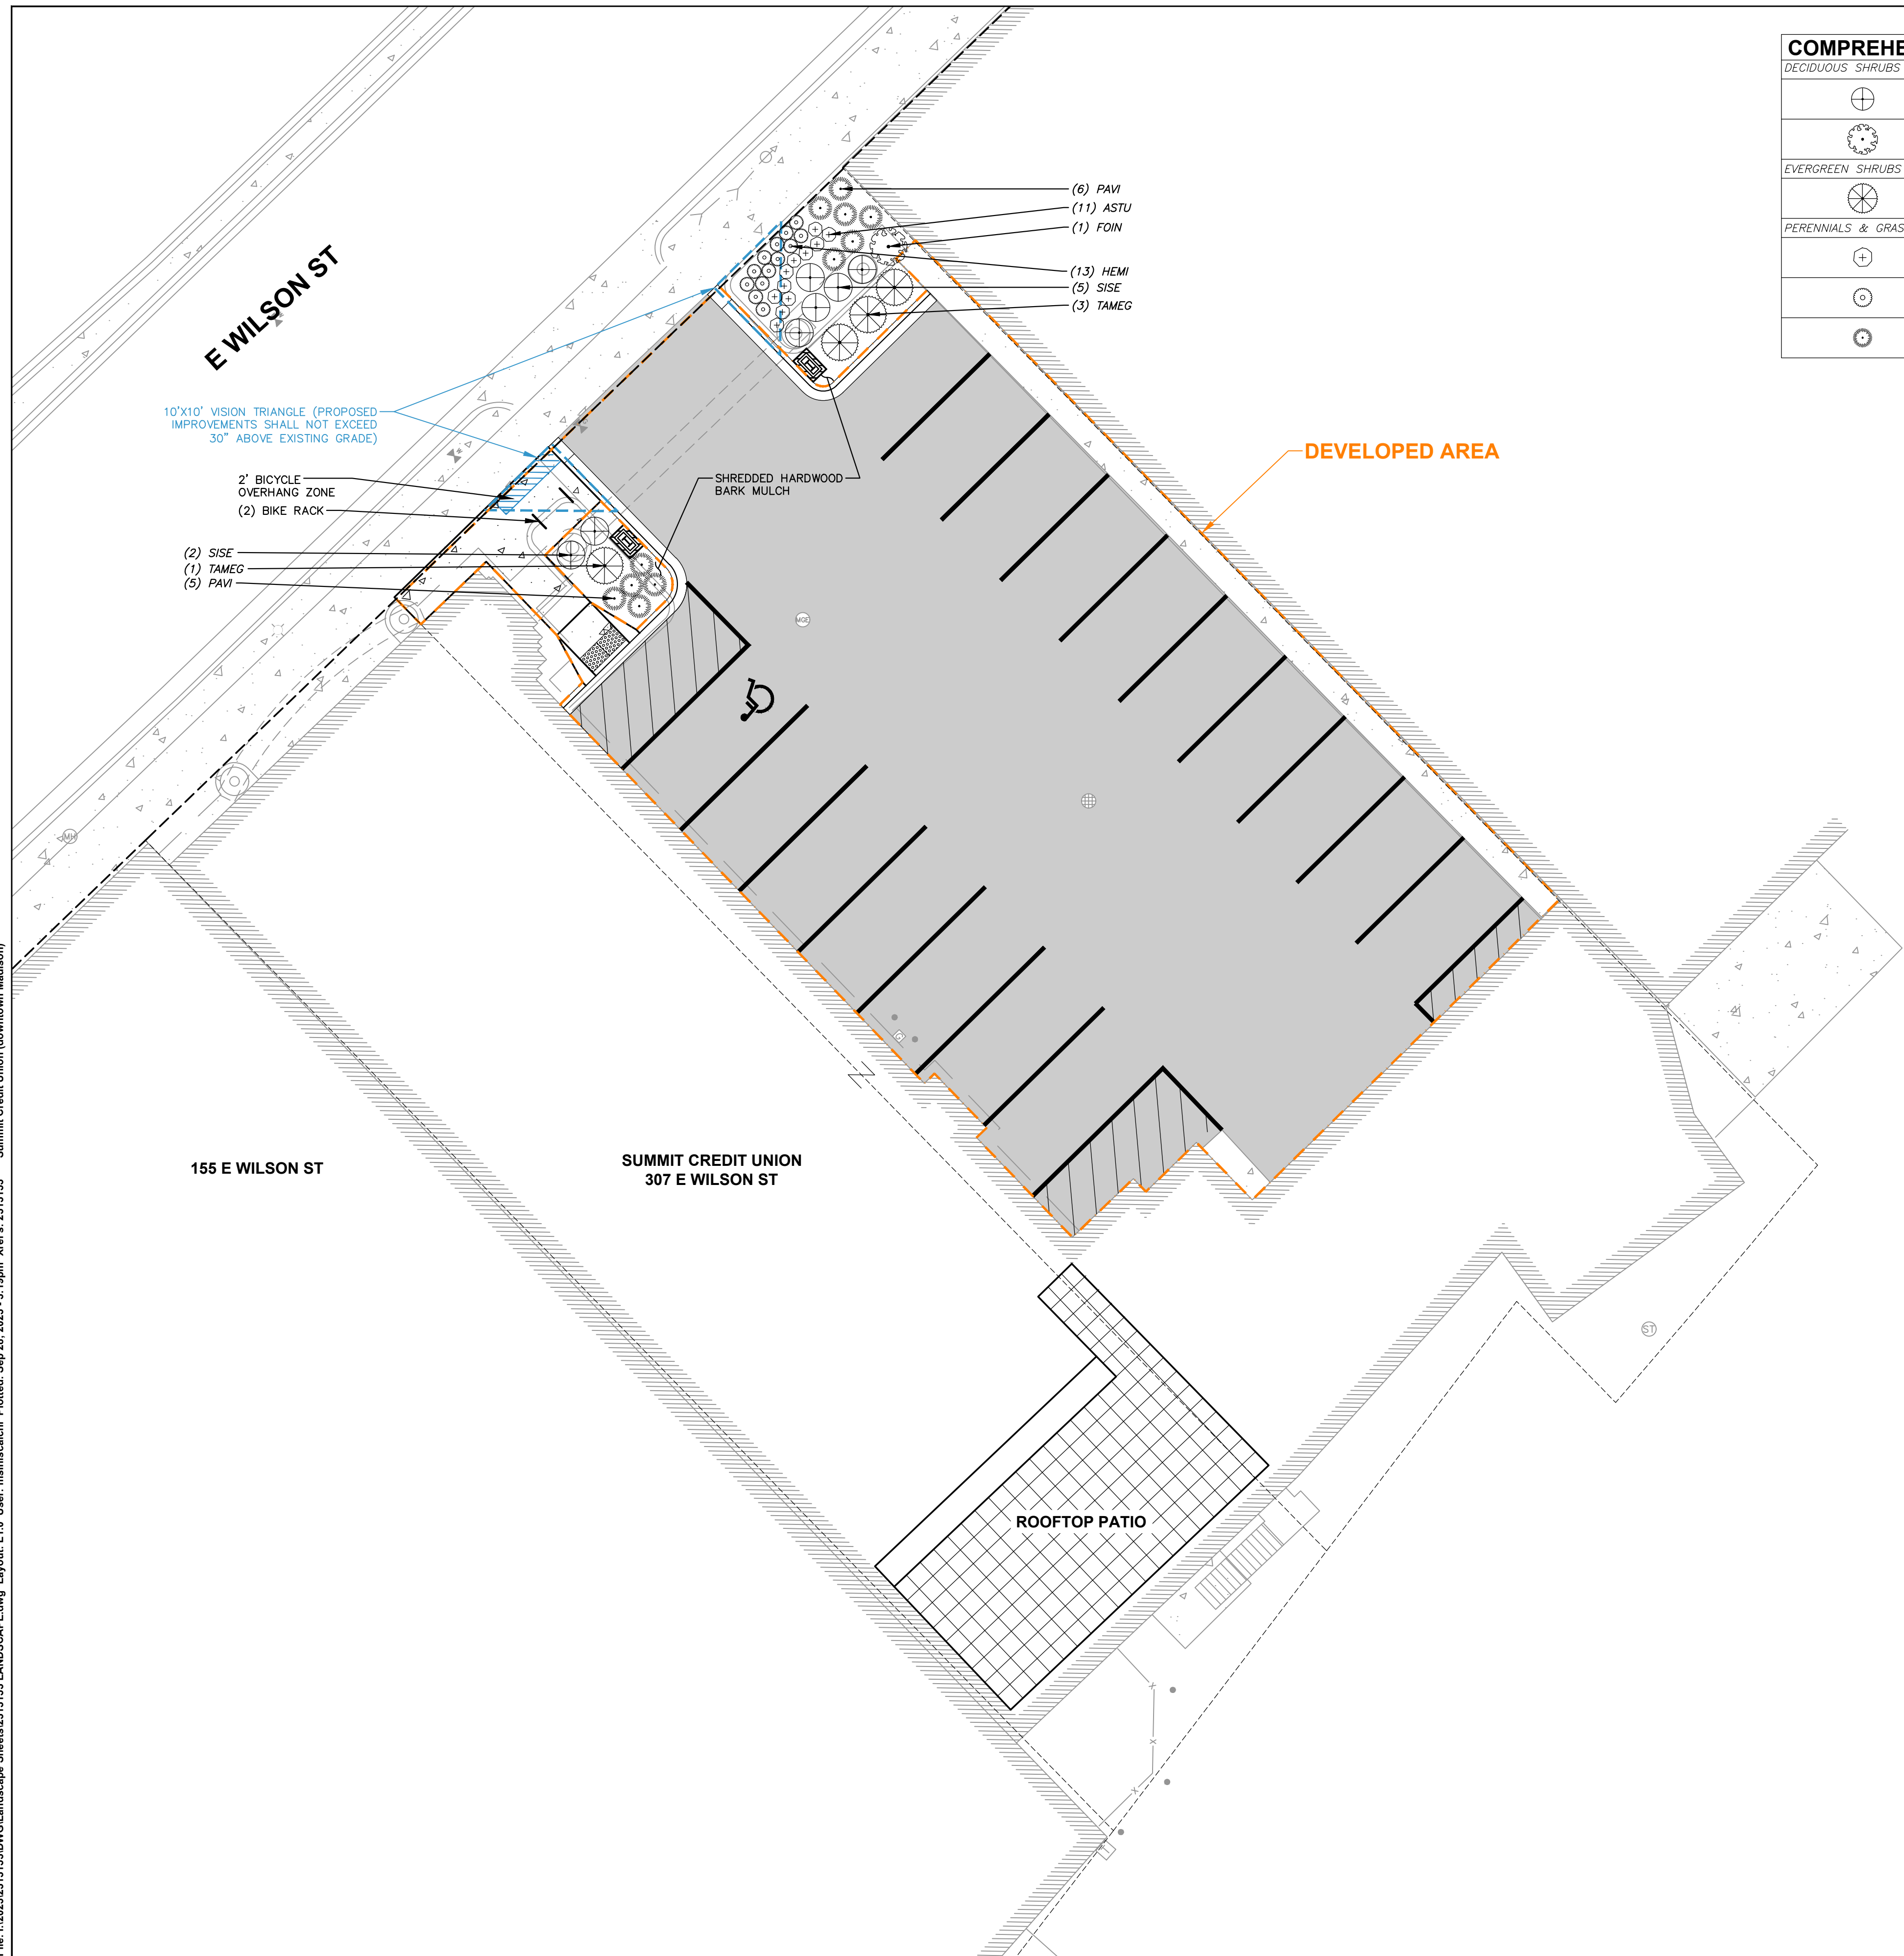 COMPREHE
DECIDUOUS SHRUBS
EVERGREEN SHRUBS
PERENNIALS & GRAS
(6) PAVI
(11) ASTU
(1) FOIN
(13) HEMI
(5) SISE
(3) TAMEG
E WILSON ST
10'X10' VISION TRIANGLE (PROPOSED
IMPROVEMENTS SHALL NOT EXCEED
30" ABOVE EXISTING GRADE)
2' BICYCLE
OVERHANG ZONE
(2) BIKE RACK
SHREDDED HARDWOOD
BARK MULCH
DEVELOPED AREA
(2) SISE
(1) TAMEG
(5) PAVI
MGE
MH
G
155 E WILSON ST
SUMMIT CREDIT UNION
307 E WILSON ST
ST
ROOFTOP PATIO
X
X
X